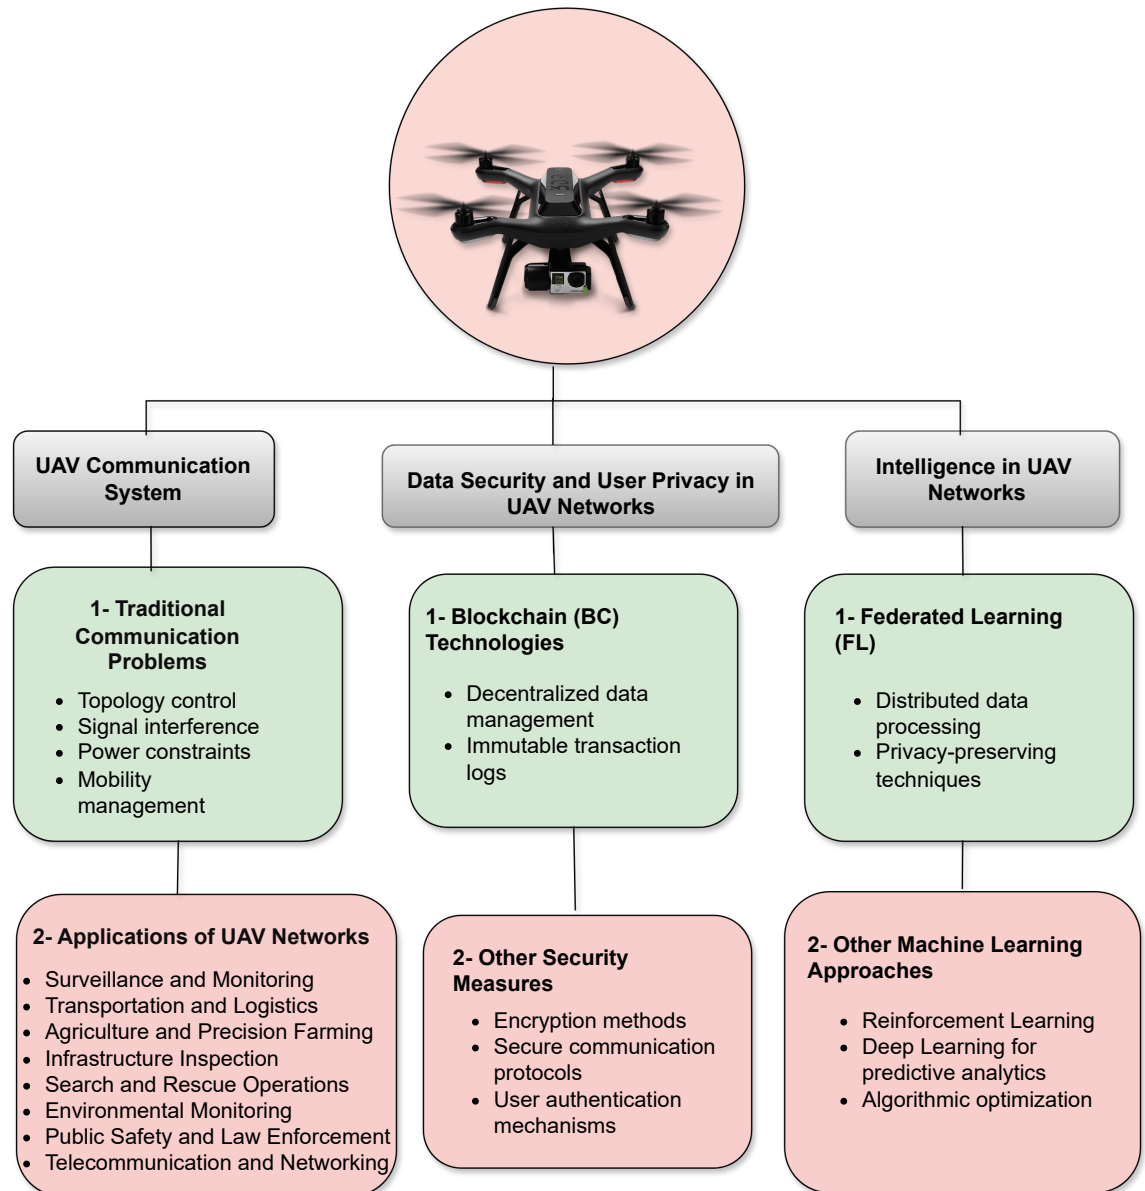 UAV Communication
System
Data Security and User Privacy in
UAV Networks
Intelligence in UAV
Networks
1- Traditional
Communication
Problems
• Topology control
• Signal interference
• Power constraints
• Mobility
management
1- Blockchain (BC)
Technologies
• Decentralized data
management
• Immutable transaction
logs
1- Federated Learning
(FL)
• Distributed data
processing
• Privacy-preserving
techniques
2- Applications of UAV Networks
• Surveillance and Monitoring
• Transportation and Logistics
• Agriculture and Precision Farming
• Infrastructure Inspection
• Search and Rescue Operations
• Environmental Monitoring
• Public Safety and Law Enforcement
• Telecommunication and Networking
2- Other Security
Measures
• Encryption methods
• Secure communication
protocols
• User authentication
mechanisms
2- Other Machine Learning
Approaches
• Reinforcement Learning
• Deep Learning for
predictive analytics
• Algorithmic optimization